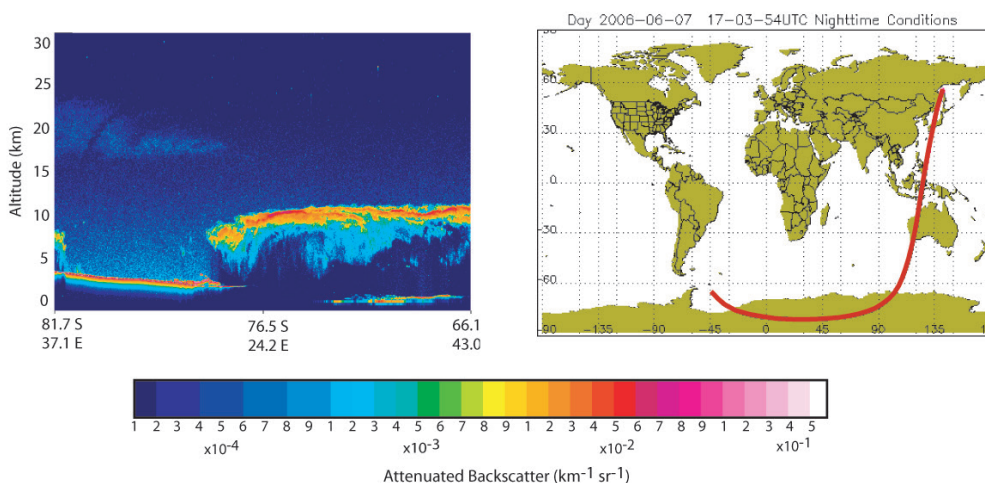 Day 2006-06-07 17-03-54UTC Nighttime Conditions
30
25
20
15
10
5
0
Altitude (km)
81.7 S 76.5 S 66.1
37.1 E 24.2 E 43.0
60
30
0
-30
-60
-90 -135 -90 -45 0 45 90 135
1 2 3 4 5 6 7 8 9 1 2 3 4 5 6 7 8 9 1 2 3 4 5 6 7 8 9 1 2 3 4 5
x10-4 x10-3 x10-2 x10-1
Attenuated Backscatter (km-1 sr-1)